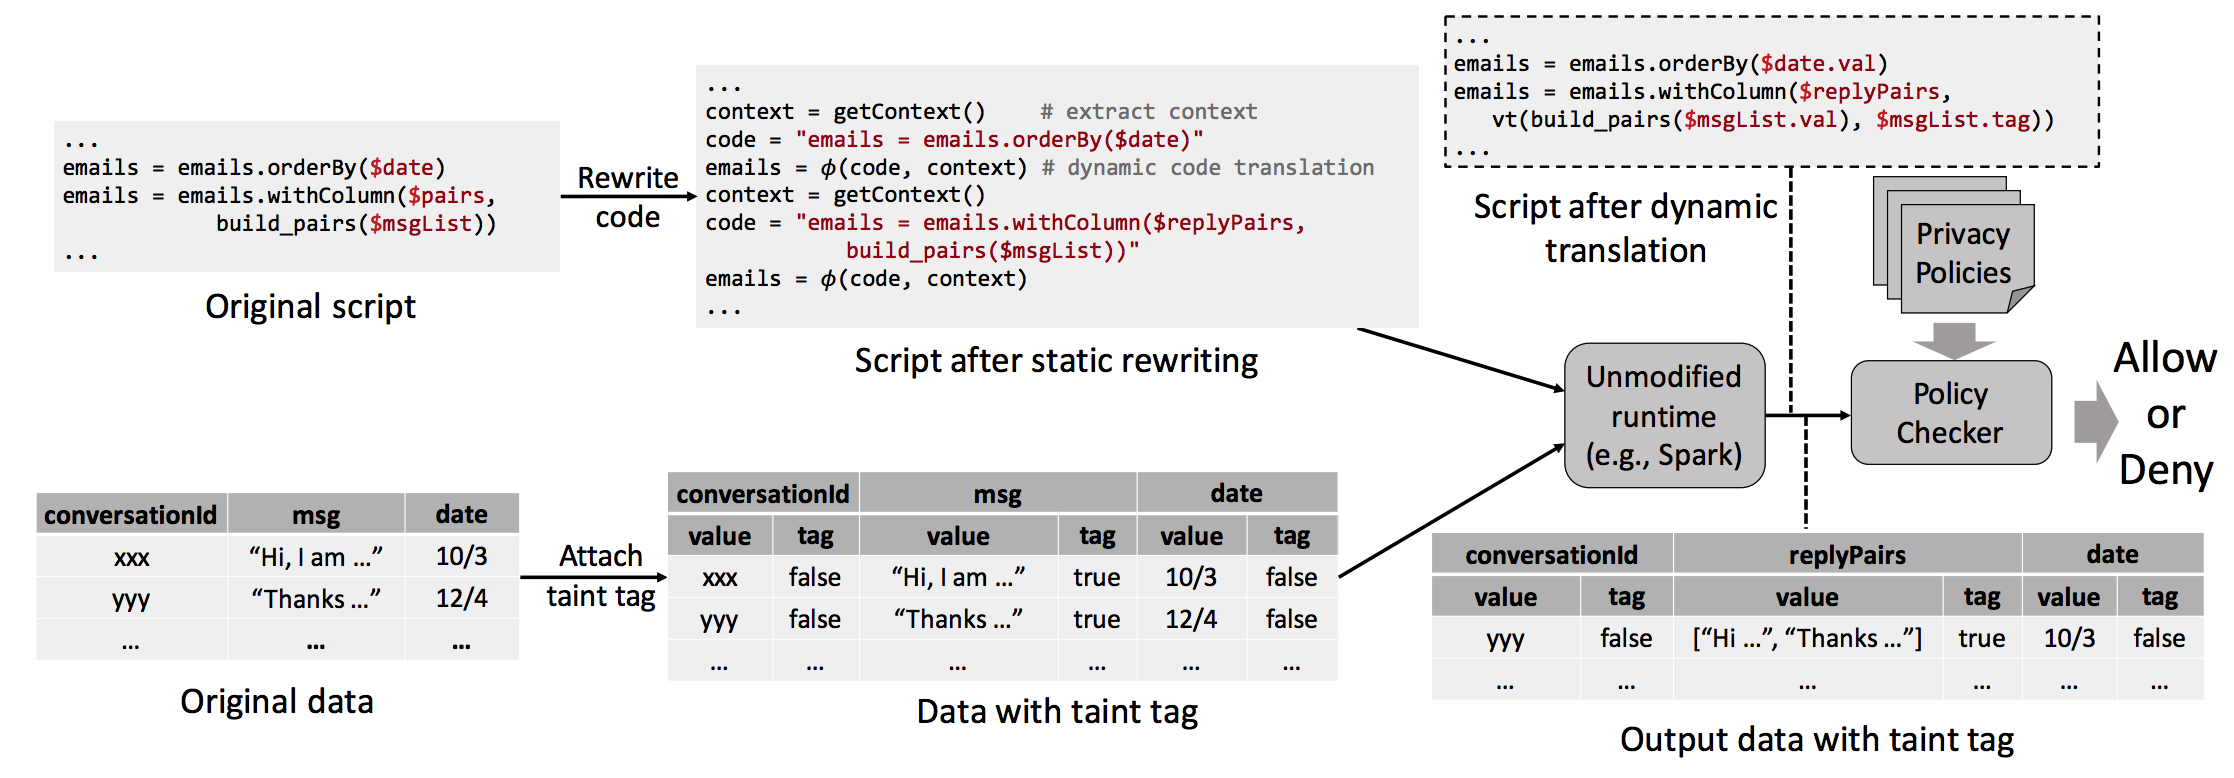 ...
emails = emails.orderBy($date)
emails = emails.withColumn($pairs,
build_pairs($msgList))
...
Original script
Rewrite
code
...
context = getContext() # extract context
code = "emails = emails.orderBy($date)"
emails = ϕ(code, context) # dynamic code translation
context = getContext()
code = "emails = emails.withColumn($replyPairs,
build_pairs($msgList))"
emails = ϕ(code, context)
...
Script after static rewriting
...
emails = emails.orderBy($date.val)
emails = emails.withColumn($replyPairs,
vt(build_pairs($msgList.val), $msgList.tag))
...
Script after dynamic
translation
Privacy
Policies
Unmodified
runtime
(e.g., Spark)
Policy
Checker
Allow
or
Deny
conversationId msg date
xxx “Hi, I am ...” 10/3
yyy “Thanks ...” 12/4
... ... ...
Original data
Attach
taint tag
conversationId msg date
value tag value tag value tag
xxx false “Hi, I am ...” true 10/3 false
yyy false “Thanks ...” true 12/4 false
... ... ... ... ... ...
Data with taint tag
conversationId replyPairs date
value tag value tag value tag
yyy false [“Hi ...”, “Thanks ...”] true 10/3 false
... ... ... ... ... ...
Output data with taint tag